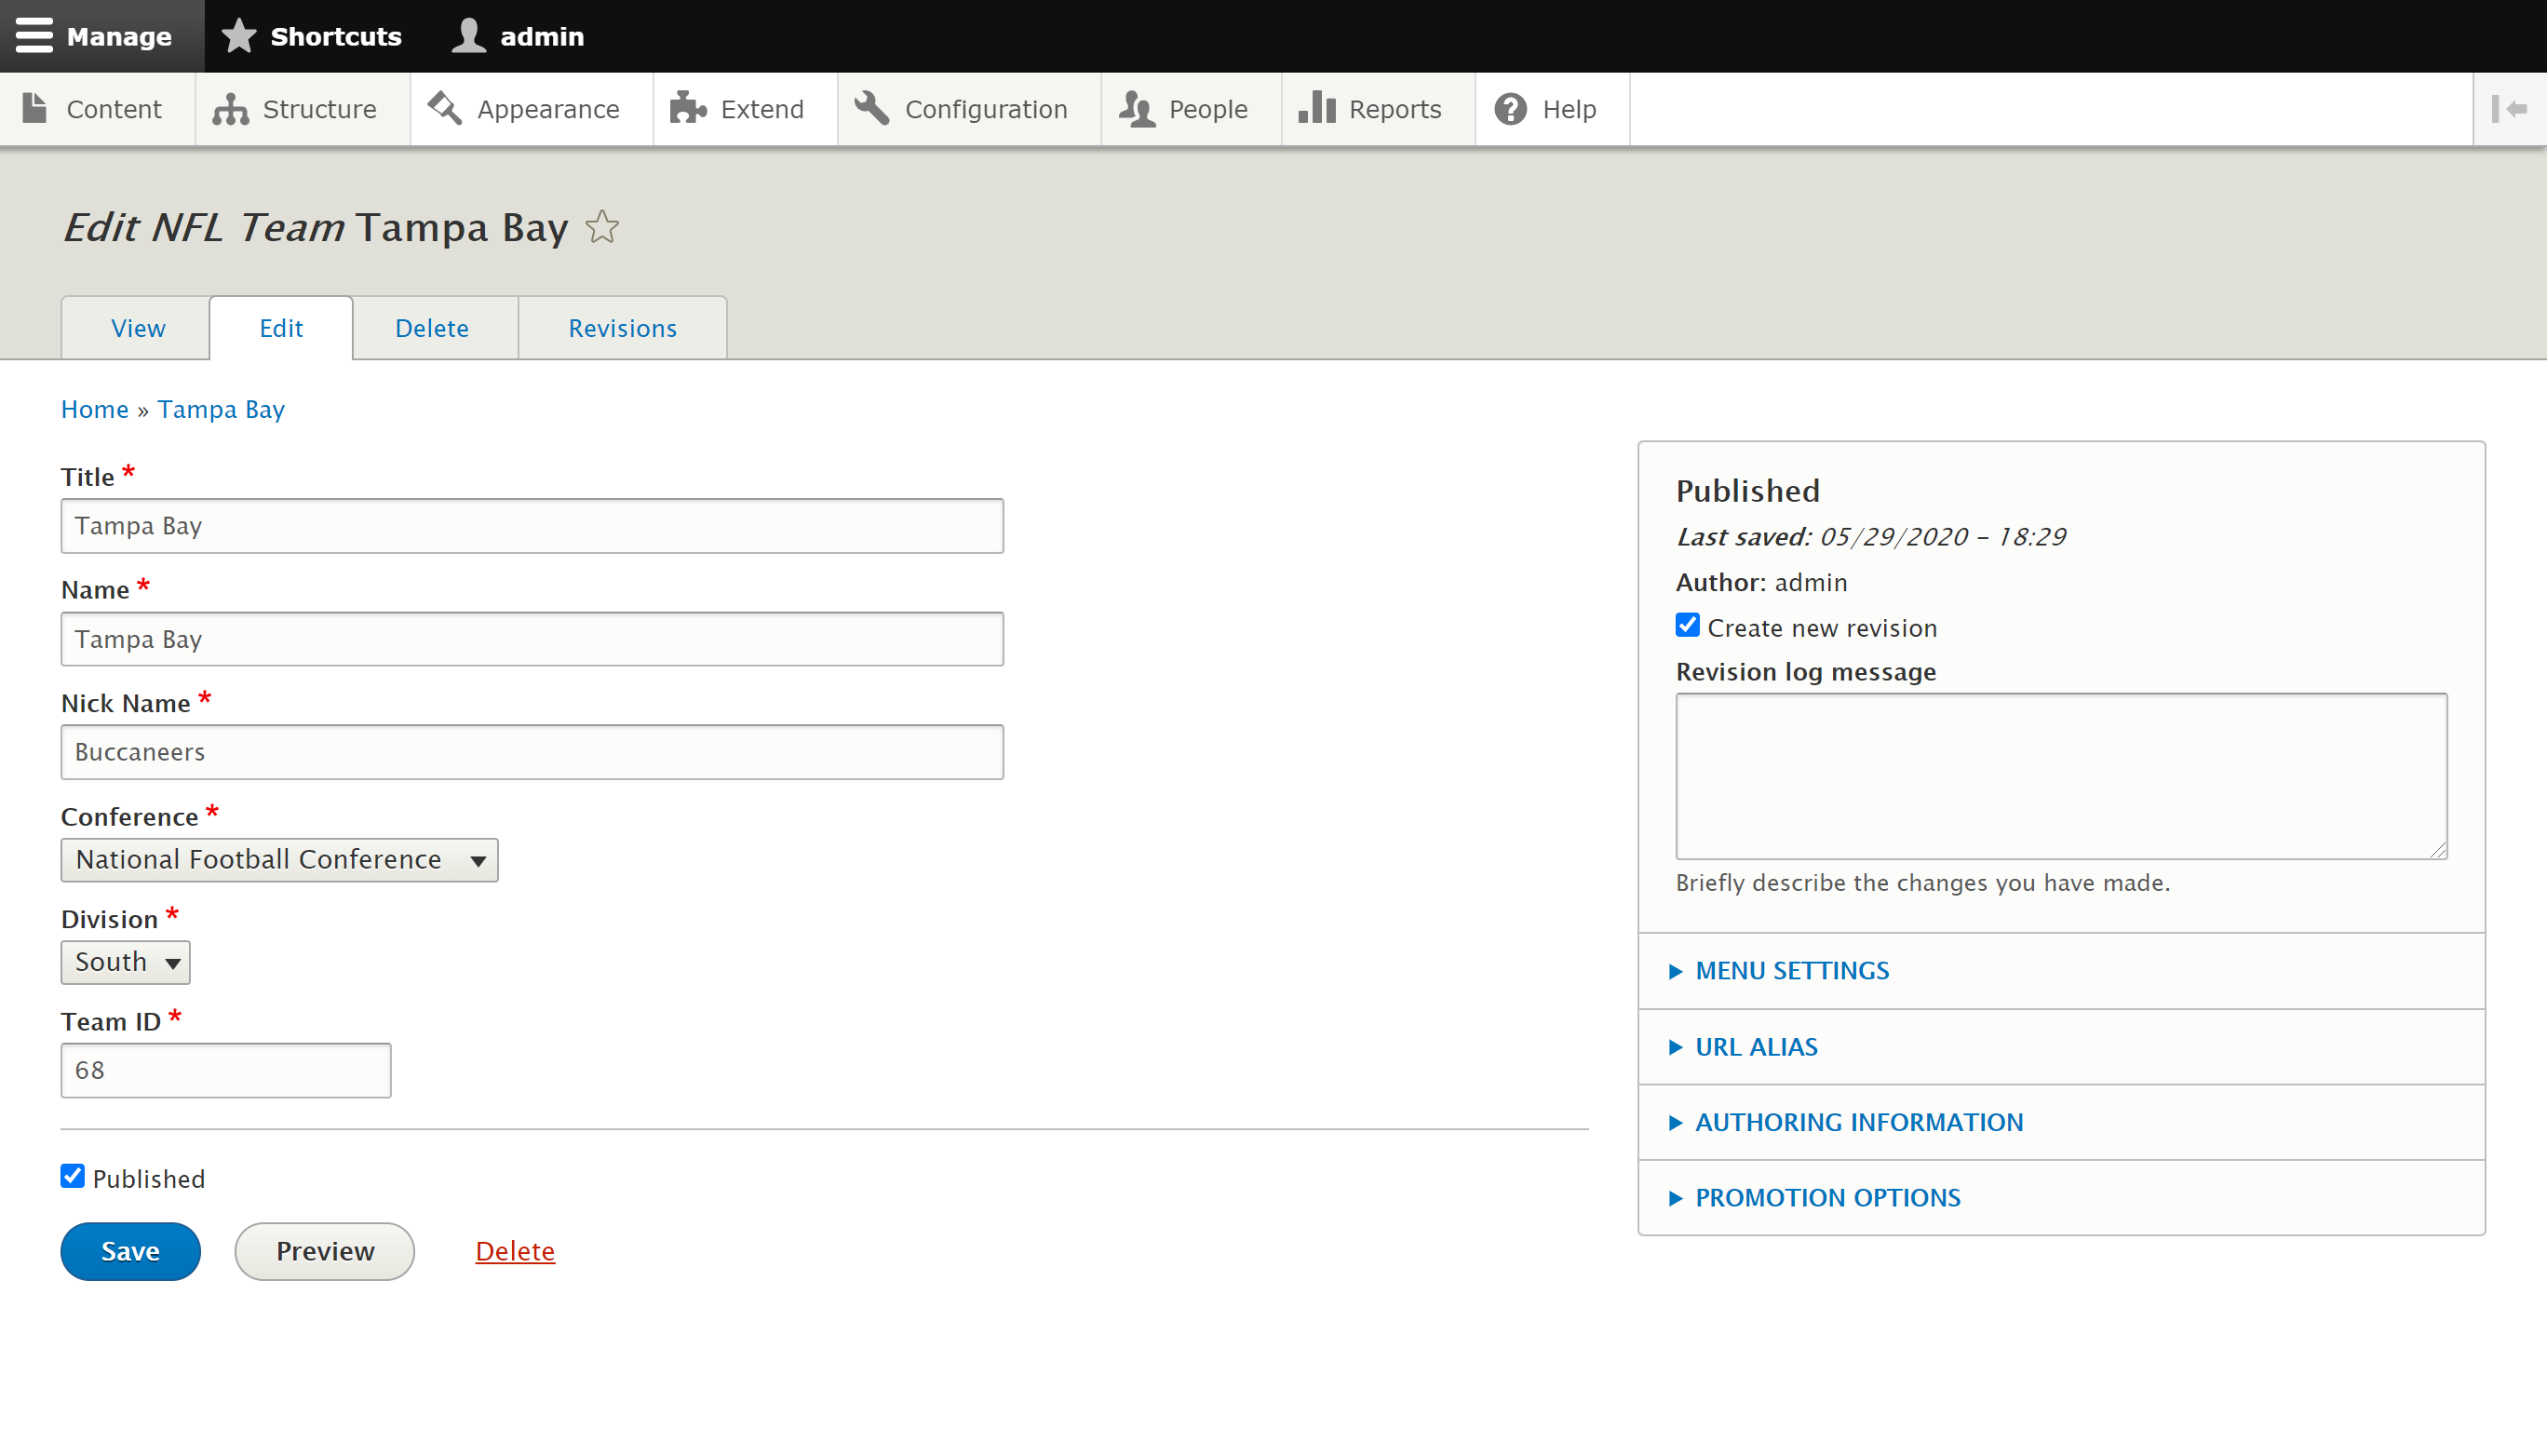 Manage Shortcuts admin
Content Structure Appearance Extend Configuration People Reports Help
Edit NFL Team Tampa Bay
View Edit Delete Revisions
Home » Tampa Bay
Title *
Tampa Bay
Name *
Tampa Bay
Nick Name *
Buccaneers
Conference *
National Football Conference
Division *
South
Team ID *
68
Published
Save Preview Delete
Published
Last saved: 05/29/2020 – 18:29
Author: admin
Create new revision
Revision log message
Briefly describe the changes you have made.
MENU SETTINGS
URL ALIAS
AUTHORING INFORMATION
PROMOTION OPTIONS